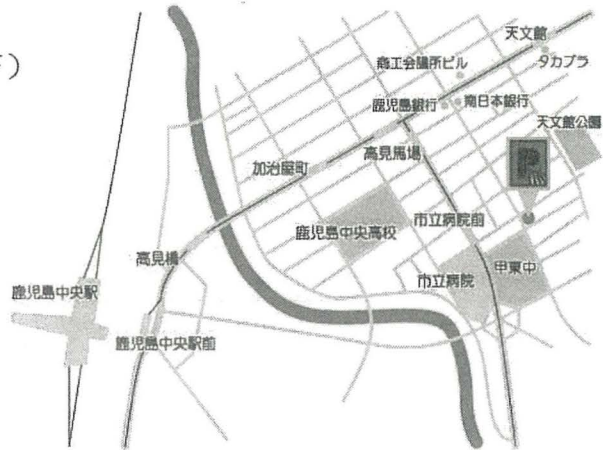 )
天文館
商工会議所ビル
タカプラ
鹿児島銀行
南日本銀行
天文館公園
高見馬場
加治屋町
P
市立病院前
鹿児島中央高校
高見橋
甲東中
市立病院
鹿児島中央駅
鹿児島中央駅前